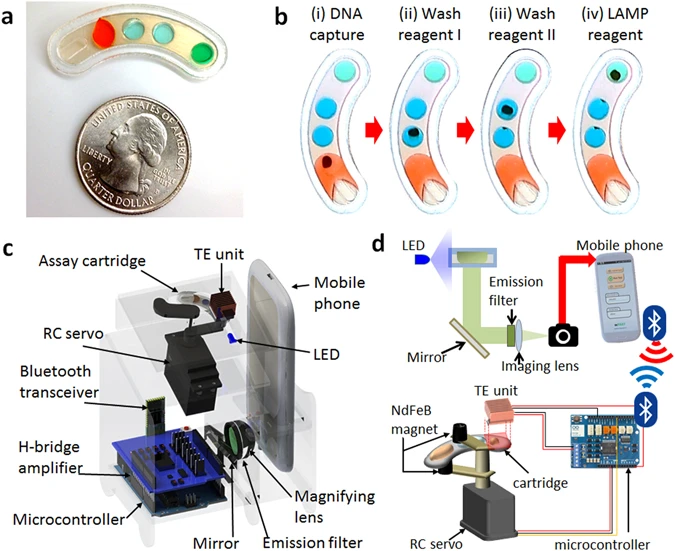 a
b
(i) DNA
capture
(ii) Wash
reagent I
(iii) Wash
reagent II
(iv) LAMP
reagent
UNITED STATES OF AMERICA
LIBERTY
QUARTER DOLLAR
c
Assay cartridge
TE unit
Mobile
phone
RC servo
LED
Bluetooth
transceiver
H-bridge
amplifier
Microcontroller
Mirror
Emission filter
Magnifying
lens
d
LED
Mobile phone
Emission
filter
Mirror
Imaging lens
TE unit
NdFeB
magnet
cartridge
RC servo
microcontroller